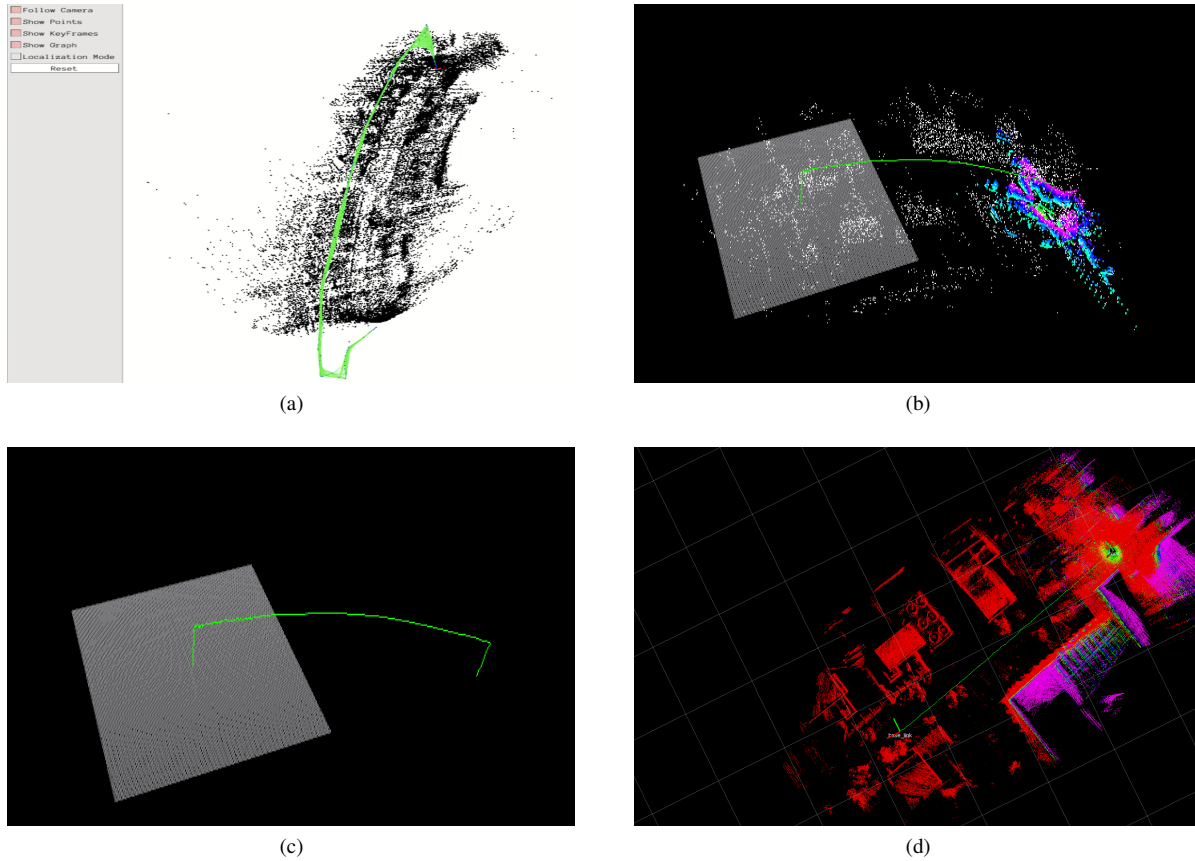 Follow Camera
Show Points
Show KeyFrames
Show Graph
Localization Mode
Reset
(a)
(b)
base_link
(c)
(d)